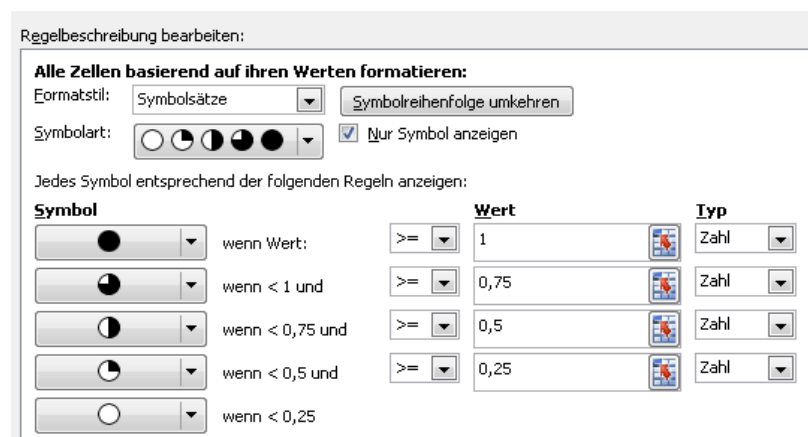 Regelbeschreibung bearbeiten:
Alle Zellen basierend auf ihren Werten formatieren:
Formatstil: Symbolsätze Symbolreihenfolge umkehren
Symbolart: Nur Symbol anzeigen
Jedes Symbol entsprechend der folgenden Regeln anzeigen:
Symbol Wert Typ
wenn Wert: >= 1 Zahl
wenn < 1 und >= 0,75 Zahl
wenn < 0,75 und >= 0,5 Zahl
wenn < 0,5 und >= 0,25 Zahl
wenn < 0,25